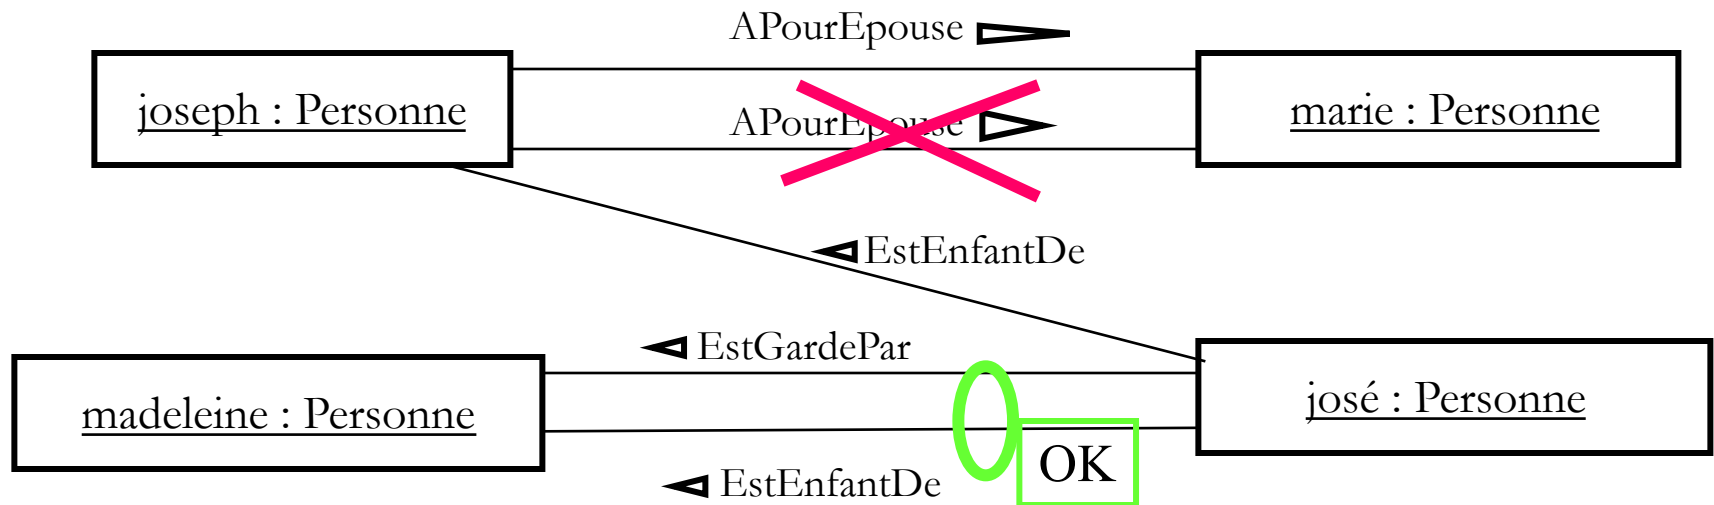 APourEpouse
joseph : Personne
marie : Personne
APourEpouse
EstEnfantDe
EstGardePar
madeleine : Personne
josé : Personne
OK
EstEnfantDe